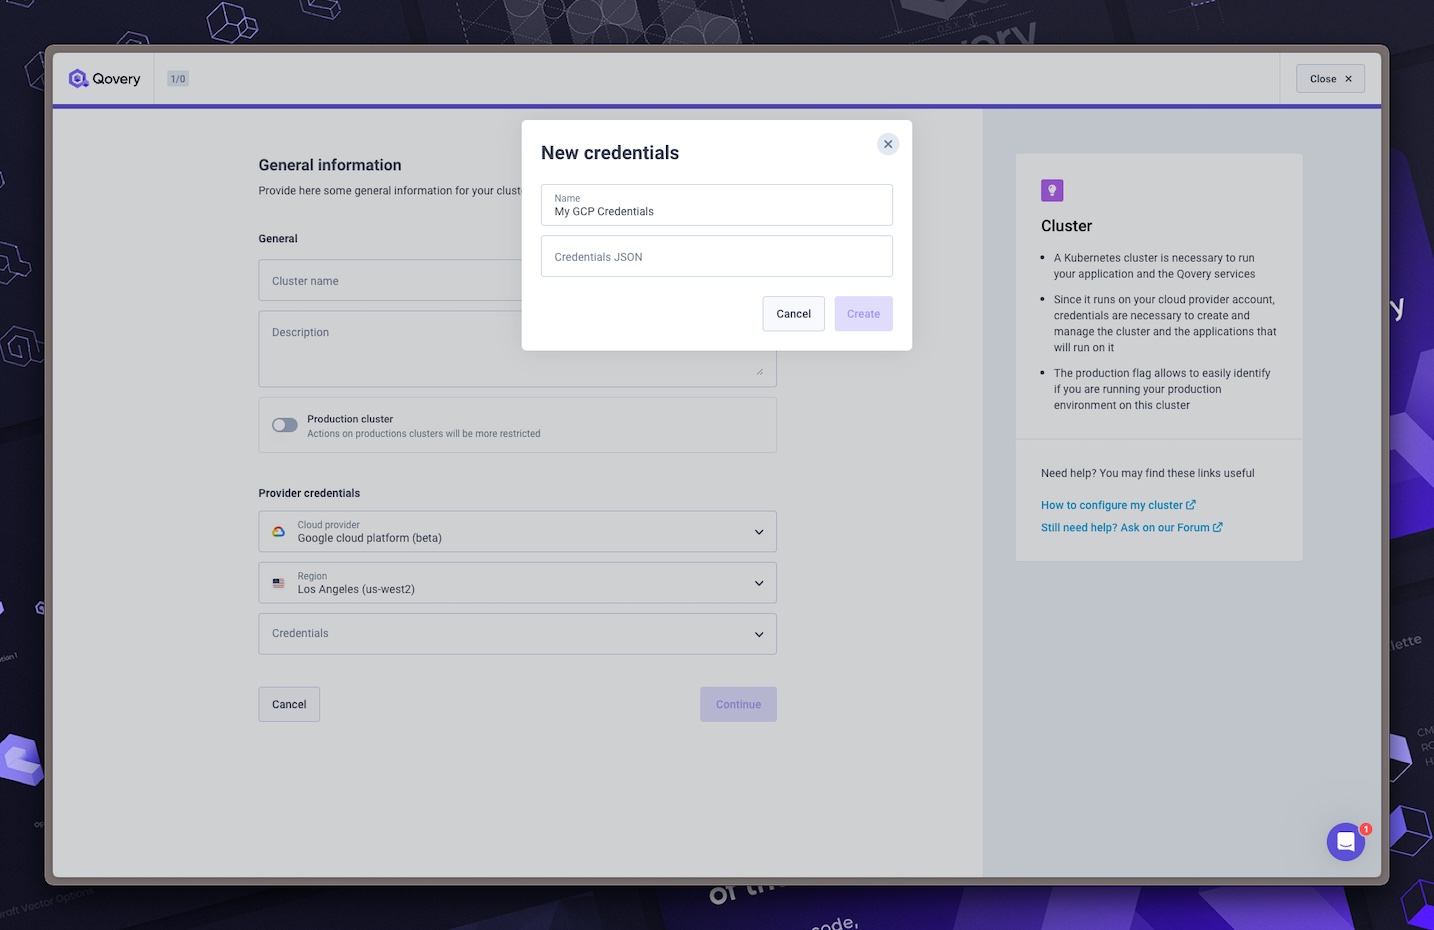 Qovery
1/0
Close
New credentials
Name
My GCP Credentials
Credentials JSON
Cancel
Create
General information
Provide here some general information for your
General
Cluster name
Description
Production cluster
Actions on productions clusters will be more restricted
Provider credentials
Cloud provider
Google cloud platform (beta)
Region
Los Angeles (us-west2)
Credentials
Cancel
Continue
Cluster
A Kubernetes cluster is necessary to run
your application and the Qovery services
Since it runs on your cloud provider account,
credentials are necessary to create and
manage the cluster and the applications that
will run on it
The production flag allows to easily identify
if you are running your production
environment on this cluster
Need help? You may find these links useful
How to configure my cluster
Still need help? Ask on our Forum
1
raft Vector Options
code,